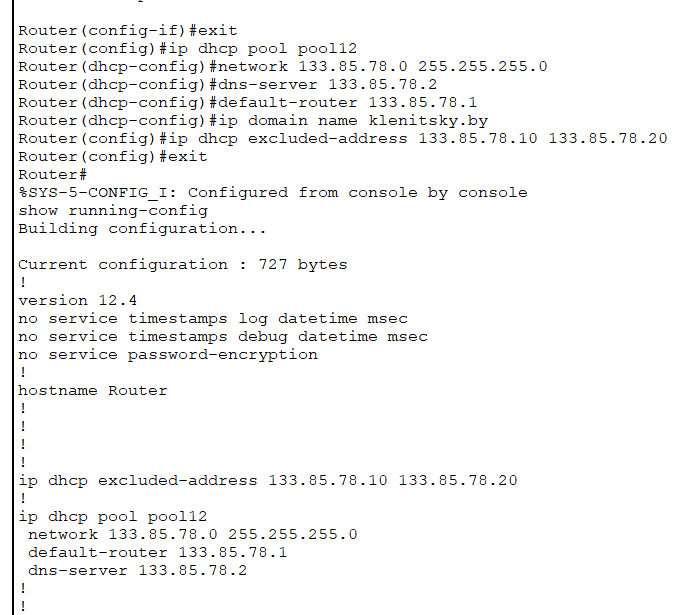 Router(config-if)#exit
Router(config)#ip dhcp pool pool12
Router(dhcp-config)#network 133.85.78.0 255.255.255.0
Router(dhcp-config)#dns-server 133.85.78.2
Router(dhcp-config)#default-router 133.85.78.1
Router(dhcp-config)#ip domain name klenitsky.by
Router(config)#ip dhcp excluded-address 133.85.78.10 133.85.78.20
Router(config)#exit
Router#
%SYS-5-CONFIG_I: Configured from console by console
show running-config
Building configuration...
Current configuration : 727 bytes
!
version 12.4
no service timestamps log datetime msec
no service timestamps debug datetime msec
no service password-encryption
!
hostname Router
!
!
!
!
ip dhcp excluded-address 133.85.78.10 133.85.78.20
!
ip dhcp pool pool12
network 133.85.78.0 255.255.255.0
default-router 133.85.78.1
dns-server 133.85.78.2
!
!